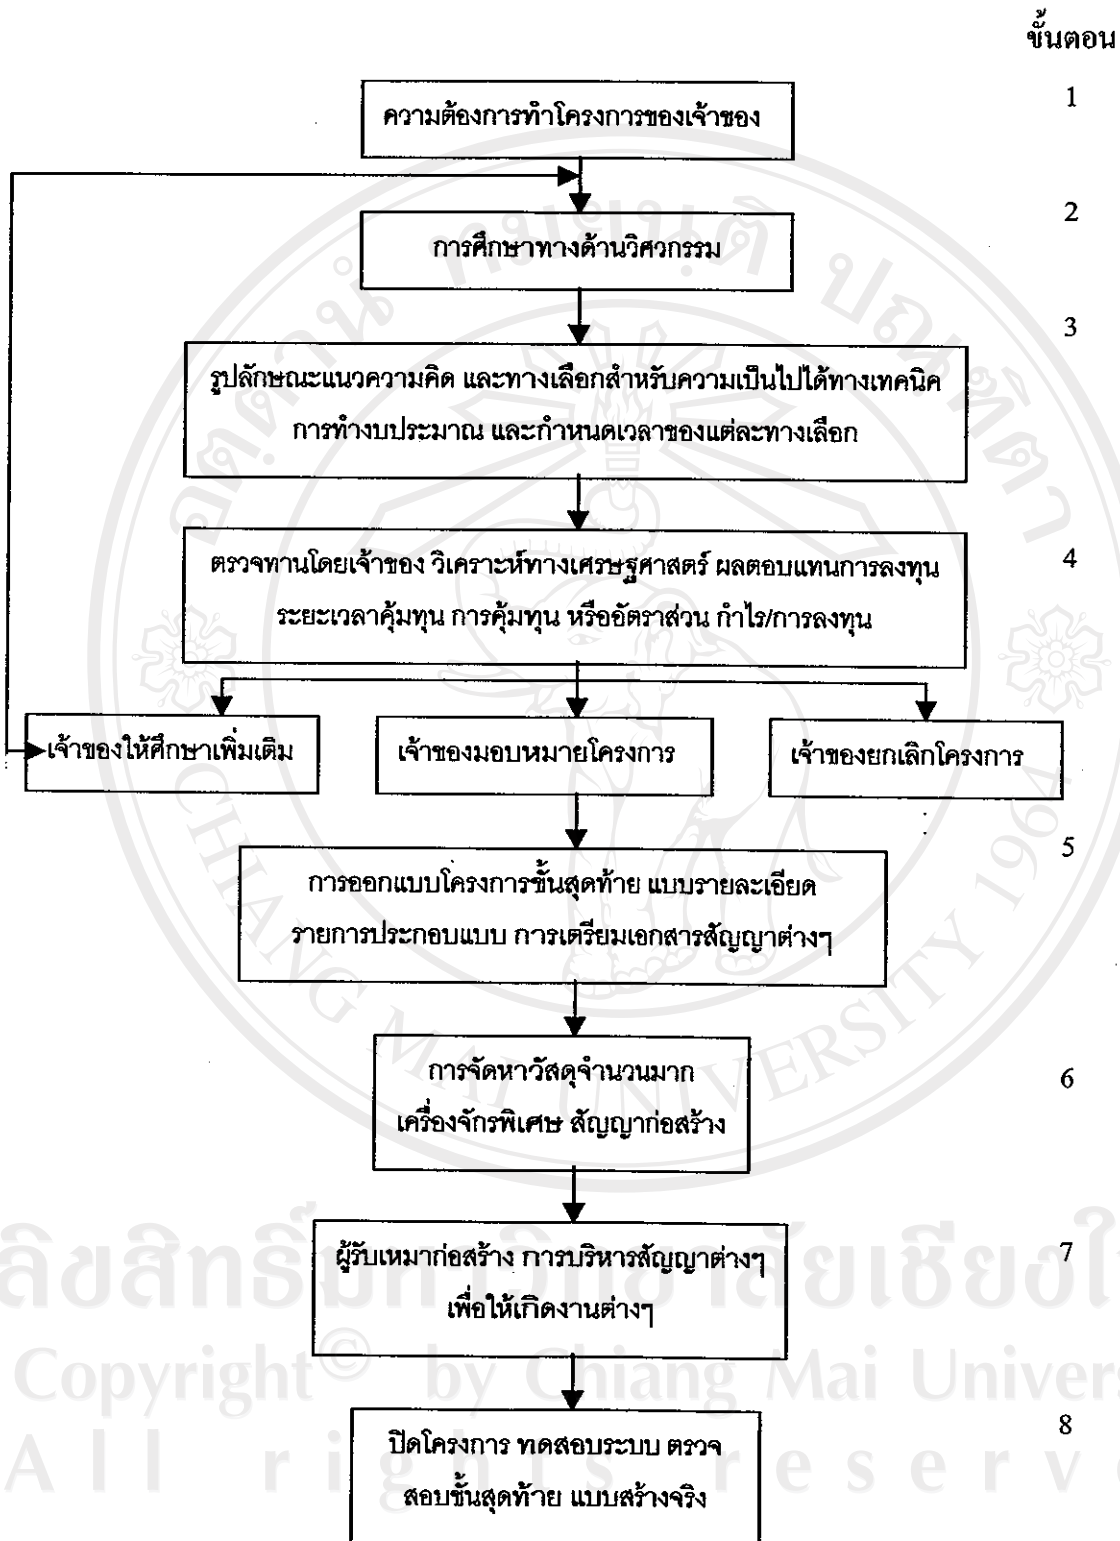 ขั้นตอน
1
ความต้องการทำโครงการของเจ้าของ
2
การศึกษาทางด้านวิศวกรรม
3
รูปลักษณะแนวความคิด และทางเลือกสำหรับความเป็นไปได้ทางเทคนิค
การทำงบประมาณ และกำหนดเวลาของแต่ละทางเลือก
4
ตรวจทานโดยเจ้าของ วิเคราะห์ทางเศรษฐศาสตร์ ผลตอบแทนการลงทุน
ระยะเวลาคุ้มทุน การคุ้มทุน หรืออัตราส่วน กำไร/การลงทุน
เจ้าของให้ศึกษาเพิ่มเติม
เจ้าของมอบหมายโครงการ
เจ้าของยกเลิกโครงการ
5
การออกแบบโครงการขั้นสุดท้าย แบบรายละเอียด
รายการประกอบแบบ การเตรียมเอกสารสัญญาต่างๆ
6
การจัดหาวัสดุจำนวนมาก
เครื่องจักรพิเศษ สัญญาก่อสร้าง
7
ผู้รับเหมาก่อสร้าง การบริหารสัญญาต่างๆ
เพื่อให้เกิดงานต่างๆ
8
ปิดโครงการ ทดสอบระบบ ตรวจ
สอบขั้นสุดท้าย แบบสร้างจริง
CHIANG MAI UNIVERSITY 1964
Copyright© by Chiang Mai Univers
All rights reserve